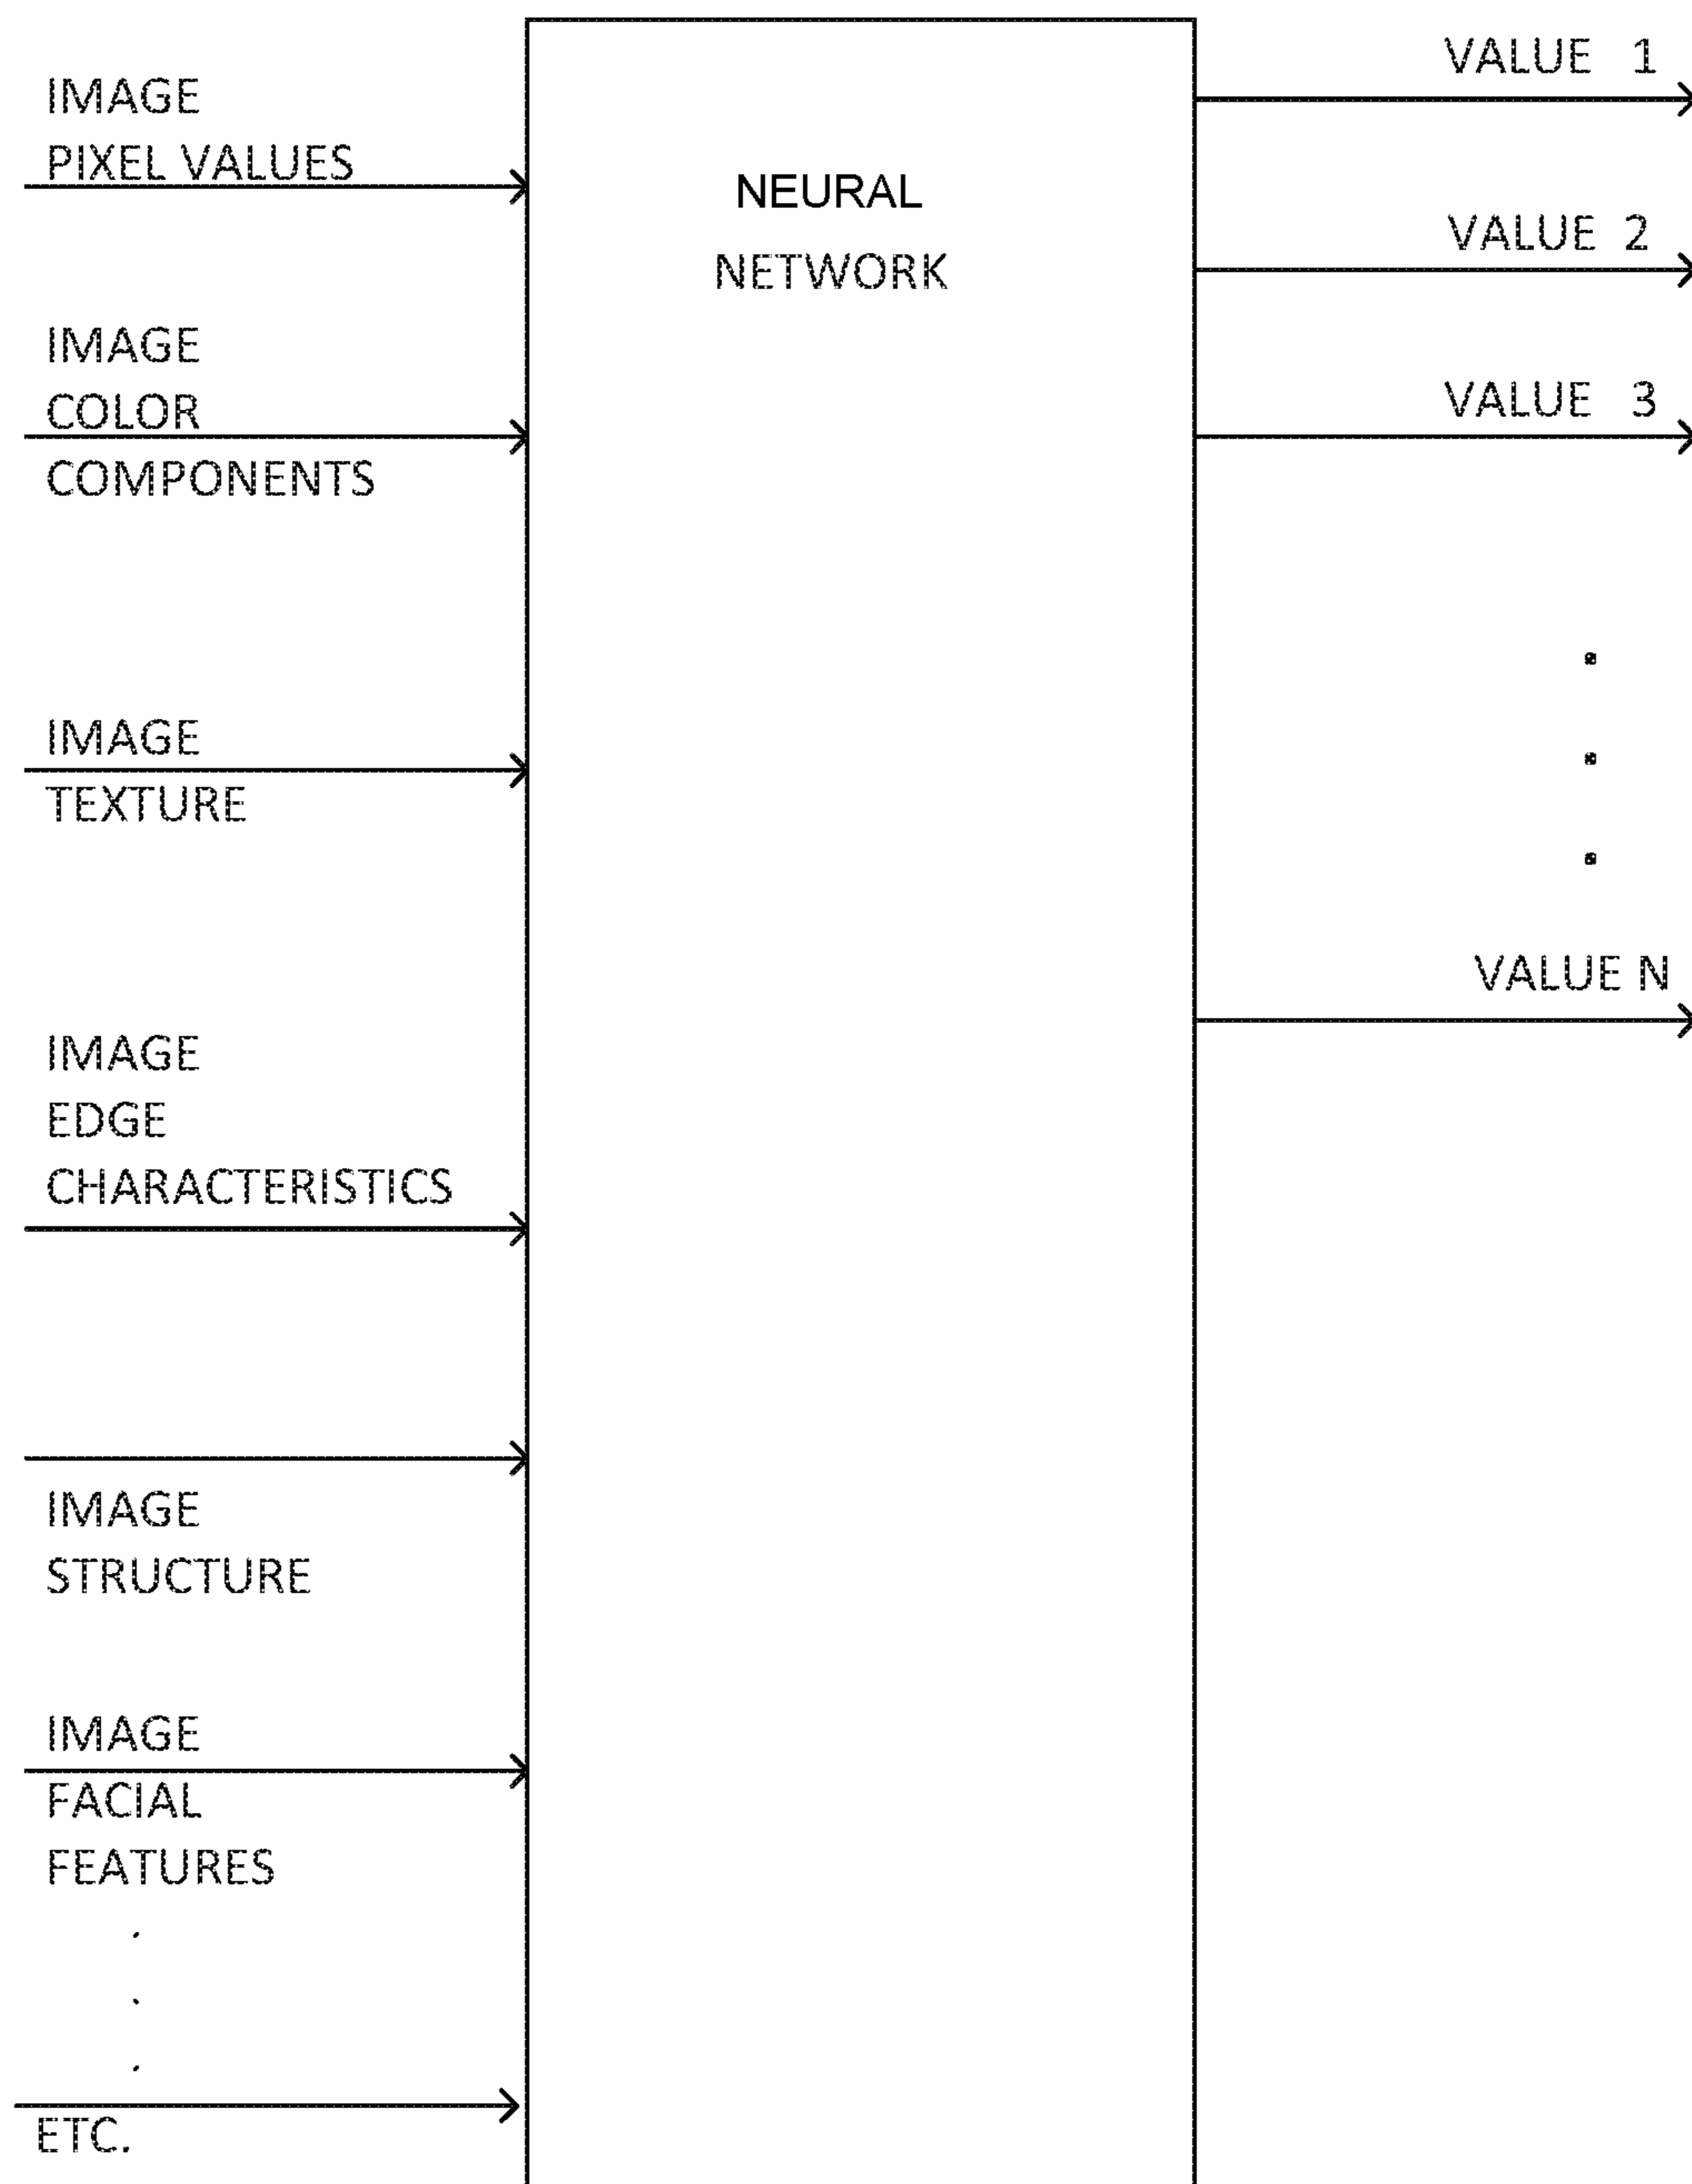 IMAGE
PIXEL VALUES
IMAGE
COLOR
COMPONENTS
IMAGE
TEXTURE
IMAGE
EDGE
CHARACTERISTICS
IMAGE
STRUCTURE
IMAGE
FACIAL
FEATURES
.
.
.
ETC.
NEURAL
NETWORK
VALUE 1
VALUE 2
VALUE 3
.
.
.
VALUE N